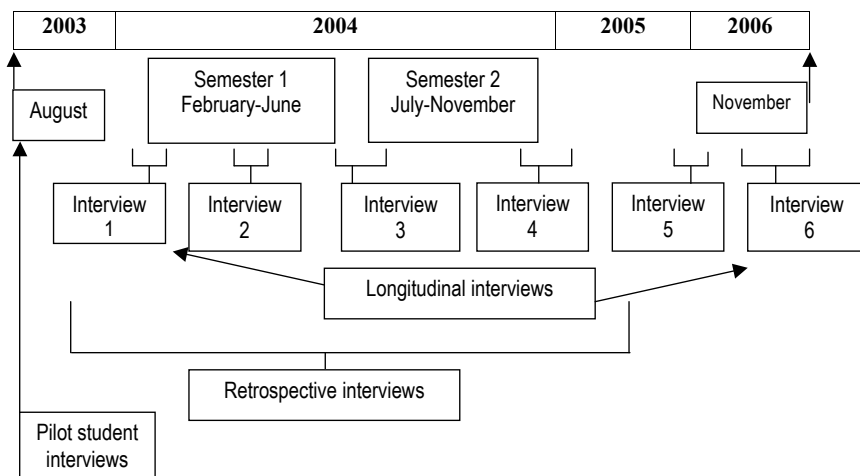 2003 2004 2005 2006
Semester 1
February-June
Semester 2
July-November
August
November
Interview
1
Interview
2
Interview
3
Interview
4
Interview
5
Interview
6
Longitudinal interviews
Retrospective interviews
Pilot student
interviews